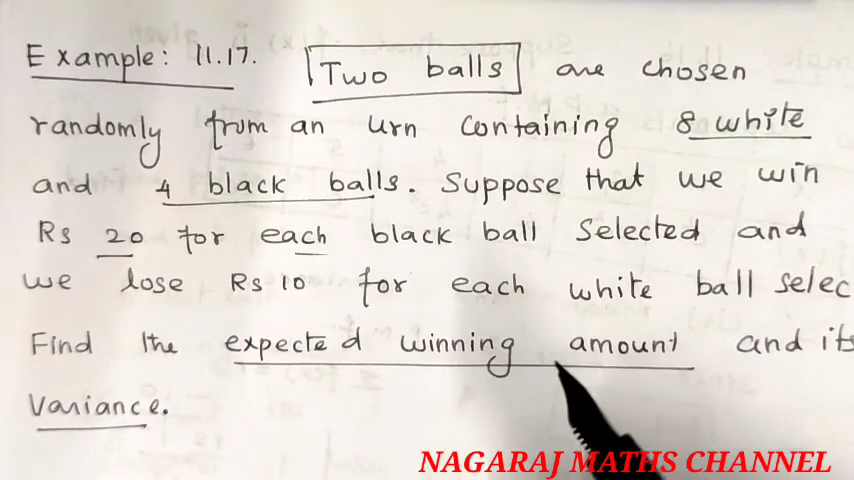 Example: 11.17. Two balls are chosen
randomly from an urn containing 8 white
and 4 black balls. Suppose that we win
Rs 20 for each black ball selected and
we lose Rs 10 for each white ball selec
Find the expected winning amount and its
Variance.
NAGARAJ MATHS CHANNEL